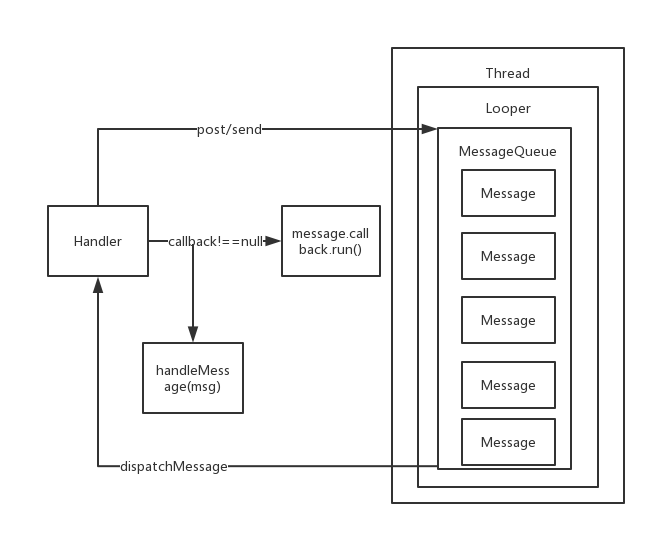 Thread
Looper
post/send
MessageQueue
Message
Handler
callback!==null
message.call
back.run()
Message
Message
handleMess
age(msg)
Message
Message
dispatchMessage